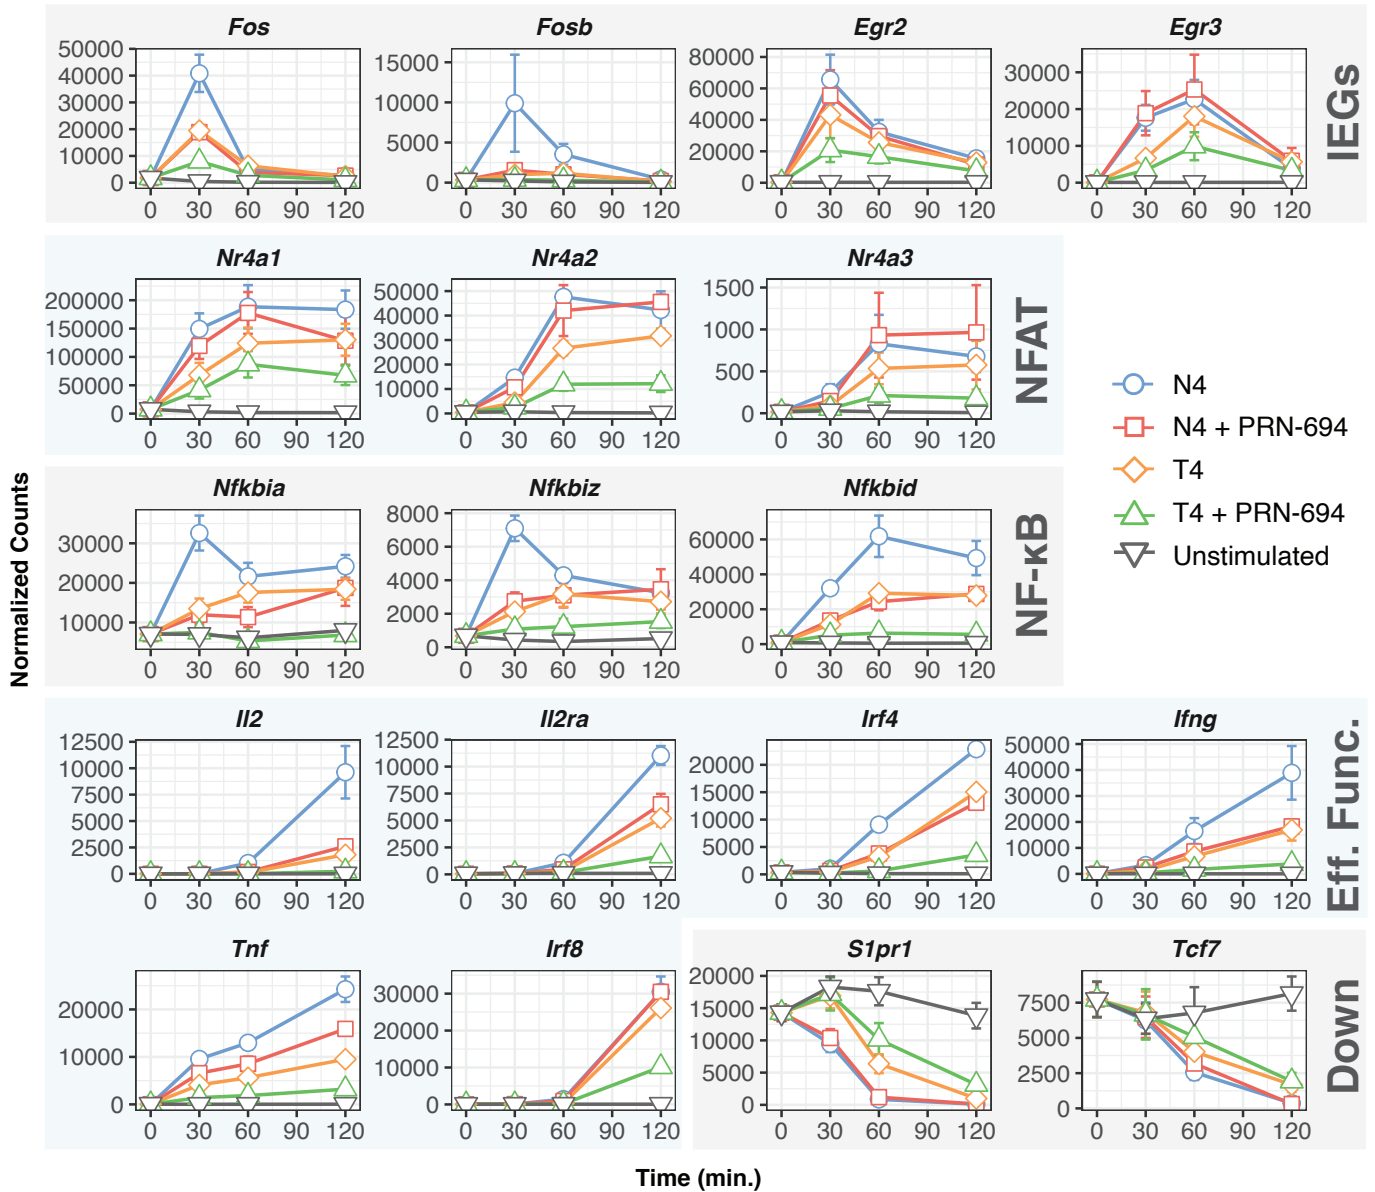 Fos Fosb Egr2 Egr3
50000 40000 30000 20000 10000 0
15000 10000 5000 0
80000 60000 40000 20000 0
30000 20000 10000 0
0 30 60 90 120 0 30 60 90 120 0 30 60 90 120 0 30 60 90 120
IEGs
Nr4a1 Nr4a2 Nr4a3
200000 150000 100000 50000 0
50000 40000 30000 20000 10000 0
1500 1000 500 0
0 30 60 90 120 0 30 60 90 120 0 30 60 90 120
NFAT
N4
N4 + PRN-694
T4
T4 + PRN-694
Unstimulated
Nfkbia Nfkbiz Nfkbid
30000 20000 10000
8000 6000 4000 2000 0
60000 40000 20000 0
0 30 60 90 120 0 30 60 90 120 0 30 60 90 120
NF-κB
Normalized Counts
Il2 Il2ra Irf4 Ifng
12500 10000 7500 5000 2500 0
12500 10000 7500 5000 2500 0
20000 15000 10000 5000 0
50000 40000 30000 20000 10000 0
0 30 60 90 120 0 30 60 90 120 0 30 60 90 120 0 30 60 90 120
Eff. Func.
Tnf Irf8 S1pr1 Tcf7
20000 10000 0
30000 20000 10000 0
20000 15000 10000 5000 0
7500 5000 2500 0
0 30 60 90 120 0 30 60 90 120 0 30 60 90 120 0 30 60 90 120
Down
Time (min.)